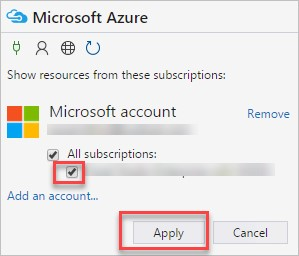 Microsoft Azure
Show resources from these subscriptions:
Microsoft account
Remove
All subscriptions:
Add an account...
Apply
Cancel